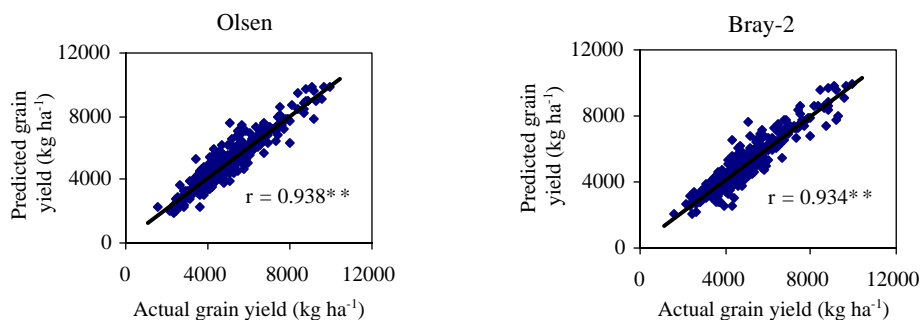 Olsen
12000
8000
4000
0
Predicted grain
yield (kg ha⁻¹)
r = 0.938**
0 4000 8000 12000
Actual grain yield (kg ha⁻¹)
Bray-2
12000
8000
4000
0
Predicted grain
yield (kg ha⁻¹)
r = 0.934**
0 4000 8000 12000
Actual grain yield (kg ha⁻¹)